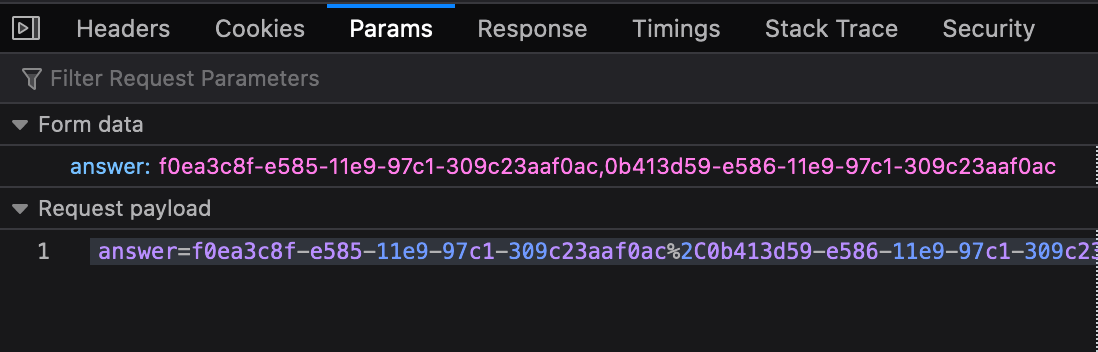 Headers Cookies Params Response Timings Stack Trace Security
Filter Request Parameters
Form data
answer: f0ea3c8f-e585-11e9-97c1-309c23aaf0ac,0b413d59-e586-11e9-97c1-309c23aaf0ac
Request payload
1 answer=f0ea3c8f-e585-11e9-97c1-309c23aaf0ac%2C0b413d59-e586-11e9-97c1-309c23